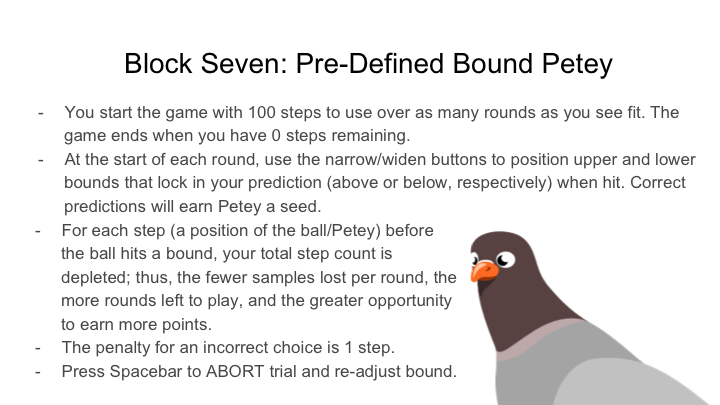 Block Seven: Pre-Defined Bound Petey
- You start the game with 100 steps to use over as many rounds as you see fit. The
game ends when you have 0 steps remaining.
- At the start of each round, use the narrow/widen buttons to position upper and lower
bounds that lock in your prediction (above or below, respectively) when hit. Correct
predictions will earn Petey a seed.
- For each step (a position of the ball/Petey) before
the ball hits a bound, your total step count is
depleted; thus, the fewer samples lost per round, the
more rounds left to play, and the greater opportunity
to earn more points.
- The penalty for an incorrect choice is 1 step.
- Press Spacebar to ABORT trial and re-adjust bound.